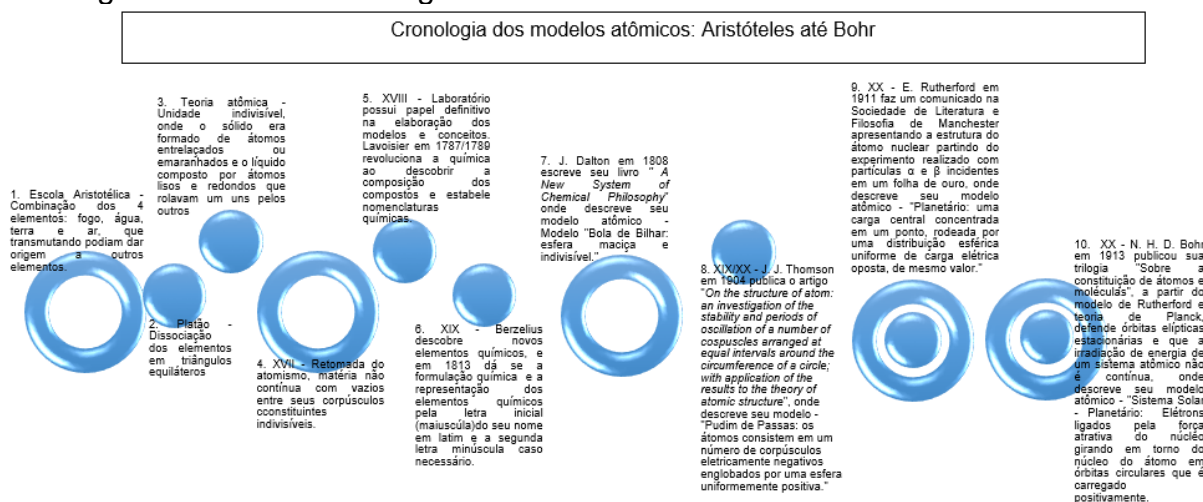 Cronologia dos modelos atômicos: Aristóteles até Bohr
1. Escola Aristotélica -
Combinação dos 4
elementos: fogo, água,
terra e ar, que
transmutando podiam dar
origem a outros
elementos.
2. Platão -
Dissociação
dos elementos
em triângulos
equiláteros
3. Teoria atômica -
Unidade indivisível,
onde o sólido era
formado de átomos
entrelaçados ou
emaranhados e o líquido
composto por átomos
lisos e redondos que
rolavam um uns pelos
outros
4. XVII - Retomada do
atomismo, matéria não
contínua com vazios
entre seus corpúsculos
cconstituintes
indivisíveis.
5. XVIII - Laboratório
possui papel definitivo
na elaboração dos
modelos e conceitos.
Lavoisier em 1787/1789
revoluciona a química
ao descobrir a
composição dos
compostos e estabele
nomenclaturas
químicas.
6. XIX - Berzelius
descobre novos
elementos químicos, e
em 1813 dá se a
formulação química e a
representação dos
elementos químicos
pela letra inicial
(maiuscúla)do seu nome
em latim e a segunda
letra minúscula caso
necessário.
7. J. Dalton em 1808
escreve seu livro " A
New System of
Chemical Philosophy"
onde descreve seu
modelo atômico -
Modelo "Bola de Bilhar:
esfera maciça e
indivisível."
8. XIX/XX - J. J. Thomson
em 1904 publica o artigo
"On the structure of atom:
an investigation of the
stability and periods of
oscillation of a number of
cospuscles arranged at
equal intervals around the
circumference of a circle;
with application of the
results to the theory of
atomic structure", onde
descreve seu modelo -
"Pudim de Passas: os
átomos consistem em um
número de corpúsculos
eletricamente negativos
englobados por uma esfera
uniformemente positiva."
9. XX - E. Rutherford em
1911 faz um comunicado na
Sociedade de Literatura e
Filosofia de Manchester
apresentando a estrutura do
átomo nuclear partindo do
experimento realizado com
partículas α e β incidentes
em um folha de ouro, onde
descreve seu modelo
atômico - "Planetário: uma
carga central concentrada
em um ponto, rodeada por
uma distribuição esférica
uniforme de carga elétrica
oposta, de mesmo valor."
10. XX - N. H. D. Bohr
em 1913 publicou sua
trilogia "Sobre a
constituição de átomos e
moléculas", a partir do
modelo de Rutherford e
teoria de Planck,
defende órbitas elípticas
estacionárias e que a
irradiação de energia de
um sistema atômico não
é contínua, onde
descreve seu modelo
atômico - "Sistema Solar
- Planetário: Elétrons
ligados pela força
atrativa do núcleo
girando em torno do
núcleo do átomo em
órbitas circulares que é
carregado
positivamente.